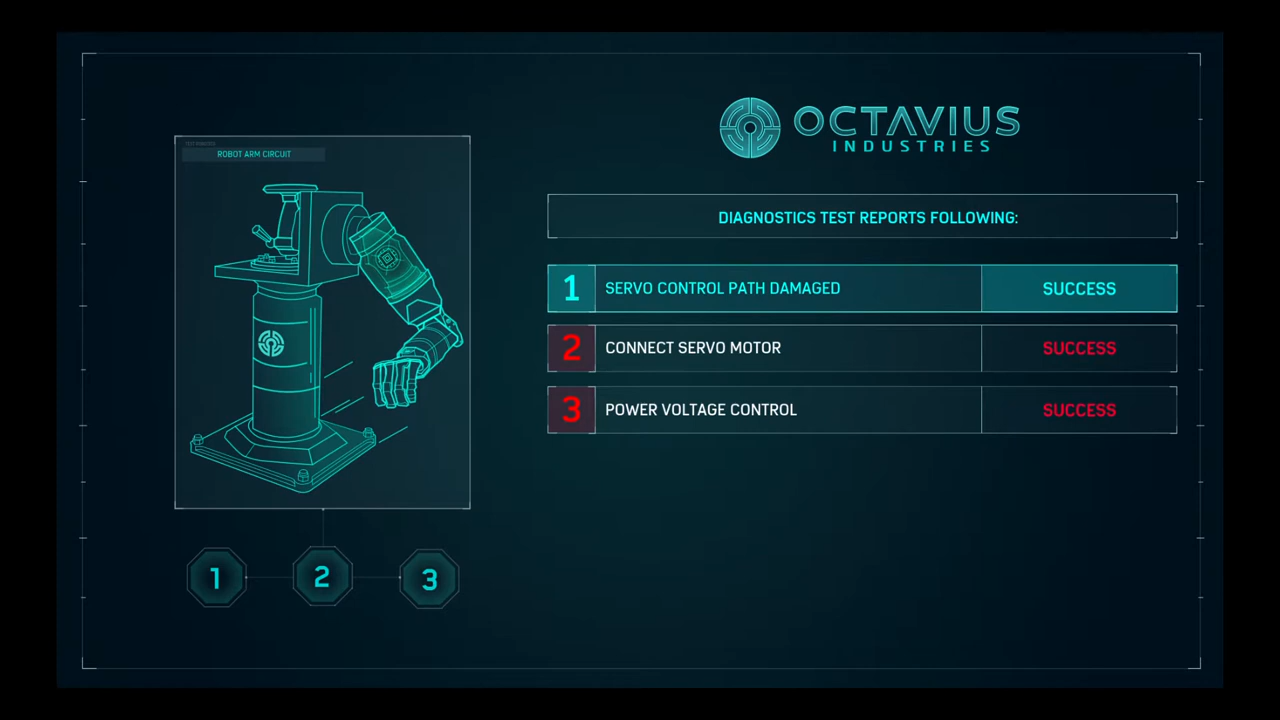 OCTAVIUS
INDUSTRIES
ROBOT ARM CIRCUIT
DIAGNOSTICS TEST REPORTS FOLLOWING:
1 SERVO CONTROL PATH DAMAGED SUCCESS
2 CONNECT SERVO MOTOR SUCCESS
3 POWER VOLTAGE CONTROL SUCCESS
1 2 3